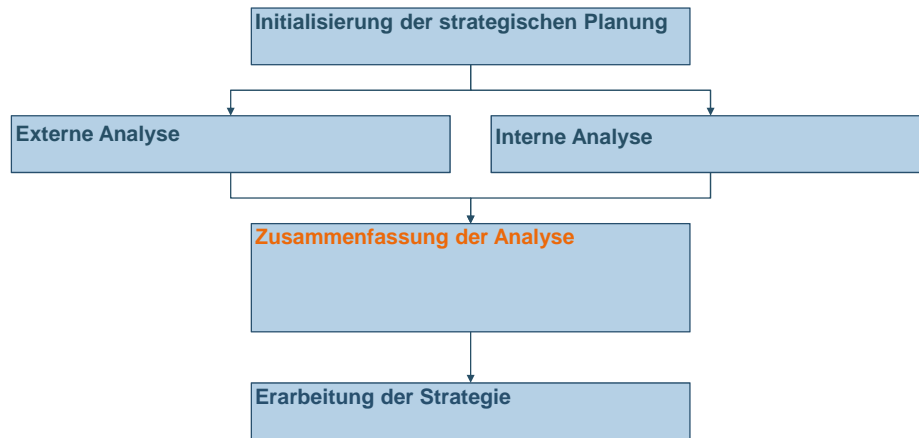 Initialisierung der strategischen Planung
Externe Analyse
Interne Analyse
Zusammenfassung der Analyse
Erarbeitung der Strategie